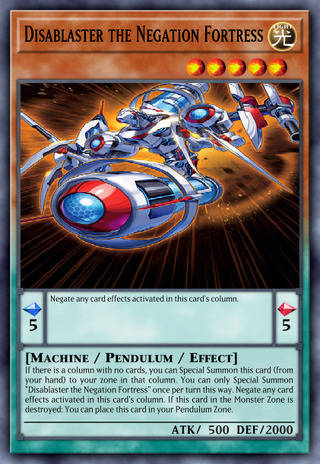 Disablaster the Negation Fortress
LIGHT
光
Negate any card effects activated in this card's column.
5
5
[Machine / Pendulum / Effect]
If there is a column with no cards, you can Special Summon this card (from
your hand) to your zone in that column. You can only Special Summon
"Disablaster the Negation Fortress" once per turn this way. Negate any card
effects activated in this card's column. If this card in the Monster Zone is
destroyed: You can place this card in your Pendulum Zone.
ATK/ 500 DEF/2000